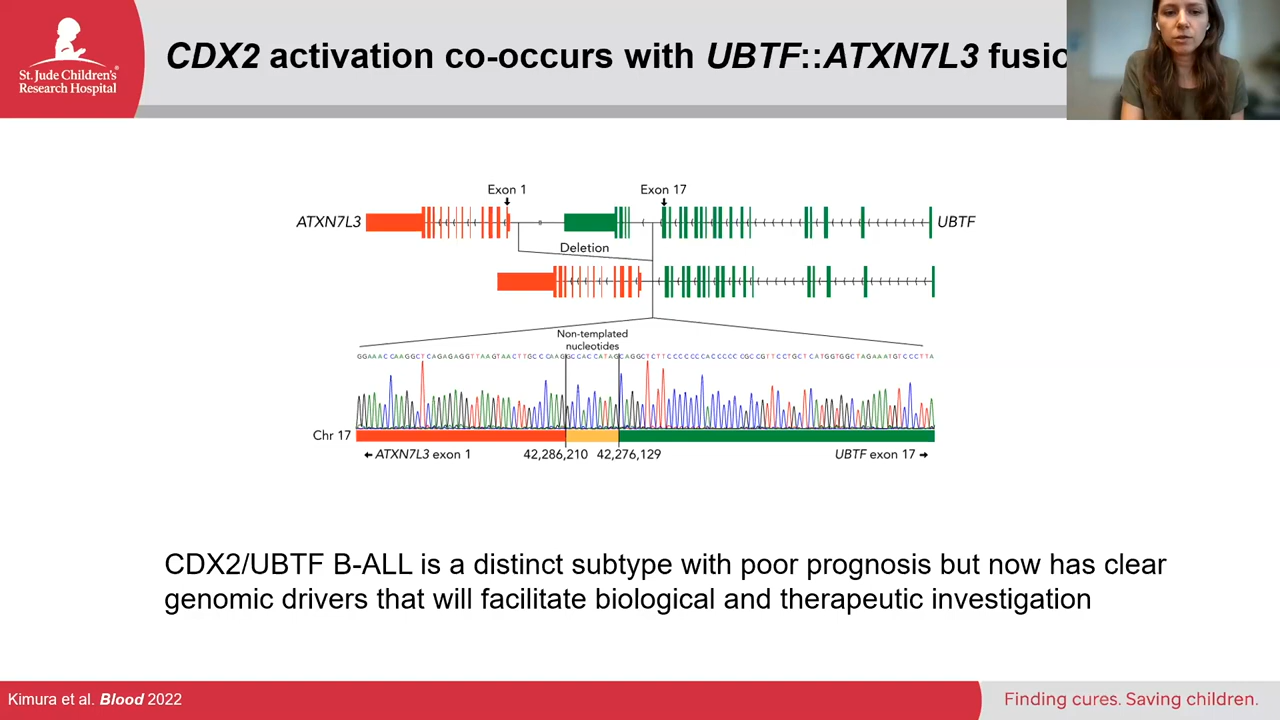 St. Jude Children's
Research Hospital
CDX2 activation co-occurs with UBTF::ATXN7L3
Exon 1
Exon 17
ATXN7L3
UBTF
Deletion
Non-templated
nucleotides
Chr 17
← ATXN7L3 exon 1
42,286,210
42,276,129
UBTF exon 17 →
CDX2/UBTF B-ALL is a distinct subtype with poor prognosis but now has clear
genomic drivers that will facilitate biological and therapeutic investigation
Kimura et al. Blood 2022
Finding cures. Saving children.